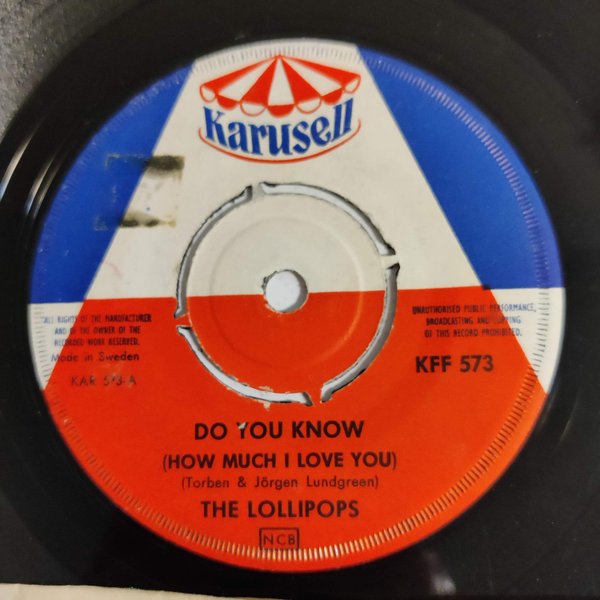 Karusell
"ALL RIGHTS OF THE MANUFACTURER
AND OF THE OWNER OF THE
RECORDED WORK RESERVED.
Made in Sweden
KAR 573-A
UNAUTHORISED PUBLIC PERFORMANCE,
BROADCASTING AND COPYING
OF THIS RECORD PROHIBITED.
KFF 573
DO YOU KNOW
(HOW MUCH I LOVE YOU)
(Torben & Jörgen Lundgreen)
THE LOLLIPOPS
NCB